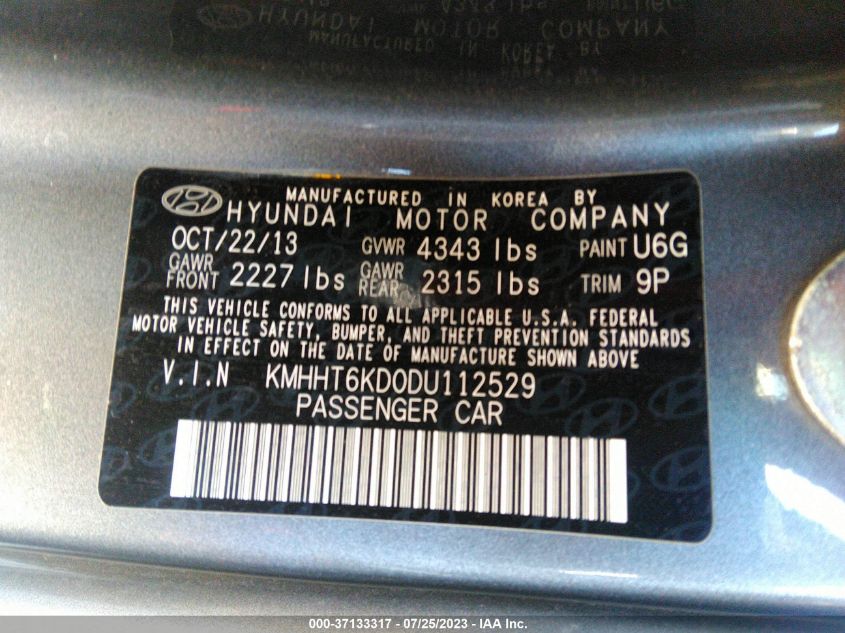 MANUFACTURED IN KOREA BY
HYUNDAI MOTOR COMPANY
OCT/22/13 GVWR 4343 lbs PAINT U6G
GAWR FRONT 2227 lbs GAWR REAR 2315 lbs TRIM 9P
THIS VEHICLE CONFORMS TO ALL APPLICABLE U.S.A. FEDERAL
MOTOR VEHICLE SAFETY, BUMPER, AND THEFT PREVENTION STANDARDS
IN EFFECT ON THE DATE OF MANUFACTURE SHOWN ABOVE
V.I.N KMHHT6KD0DU112529
PASSENGER CAR
000-37133317 / 07/25/2023 - IAA Inc.